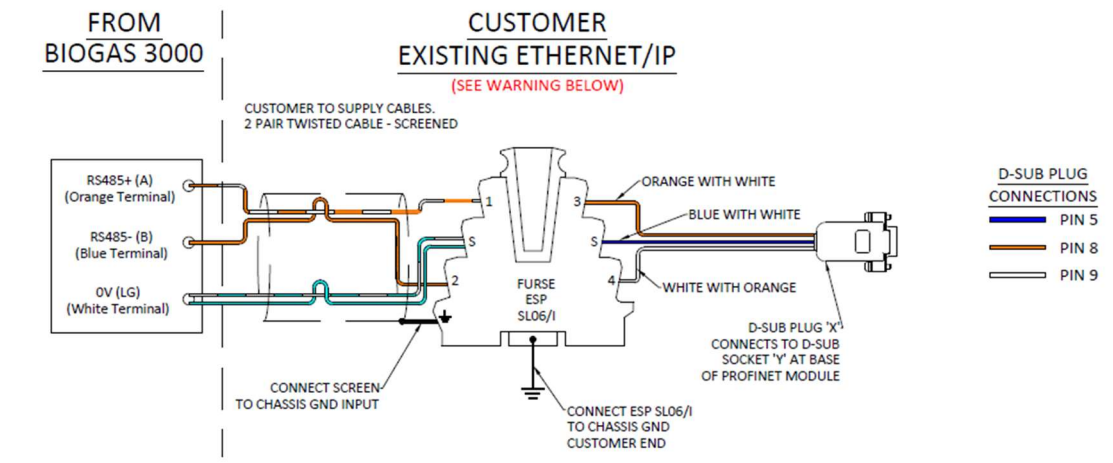 FROM
BIOGAS 3000
CUSTOMER
EXISTING ETHERNET/IP
(SEE WARNING BELOW)
CUSTOMER TO SUPPLY CABLES.
2 PAIR TWISTED CABLE - SCREENED
RS485+ (A)
(Orange Terminal)
RS485- (B)
(Blue Terminal)
0V (LG)
(White Terminal)
1
S
2
3
S
4
FURSE
ESP
SL06/I
ORANGE WITH WHITE
BLUE WITH WHITE
WHITE WITH ORANGE
D-SUB PLUG
CONNECTIONS
PIN 5
PIN 8
PIN 9
D-SUB PLUG 'X'
CONNECTS TO D-SUB
SOCKET 'Y' AT BASE
OF PROFINET MODULE
CONNECT SCREEN
TO CHASSIS GND INPUT
CONNECT ESP SL06/I
TO CHASSIS GND
CUSTOMER END